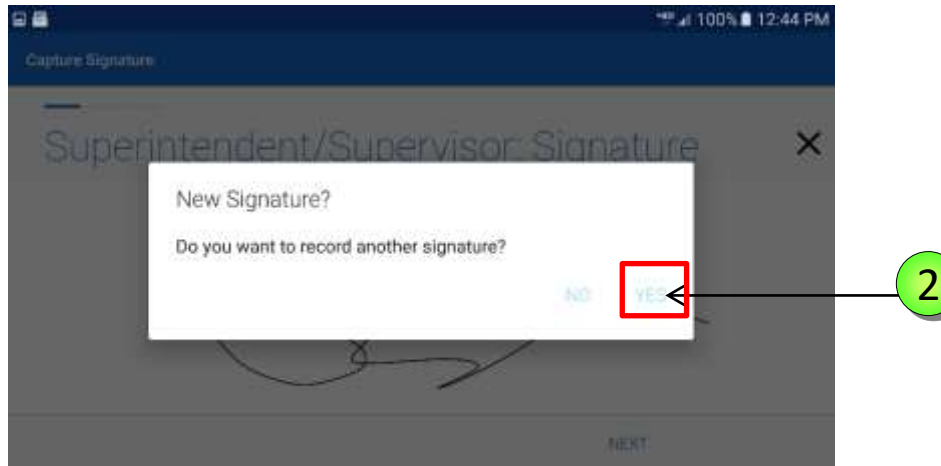 100% 12:44 PM
Capture Signature
Superintendent/Supervisor: Signature
New Signature?
Do you want to record another signature?
NO YES
2
NEXT